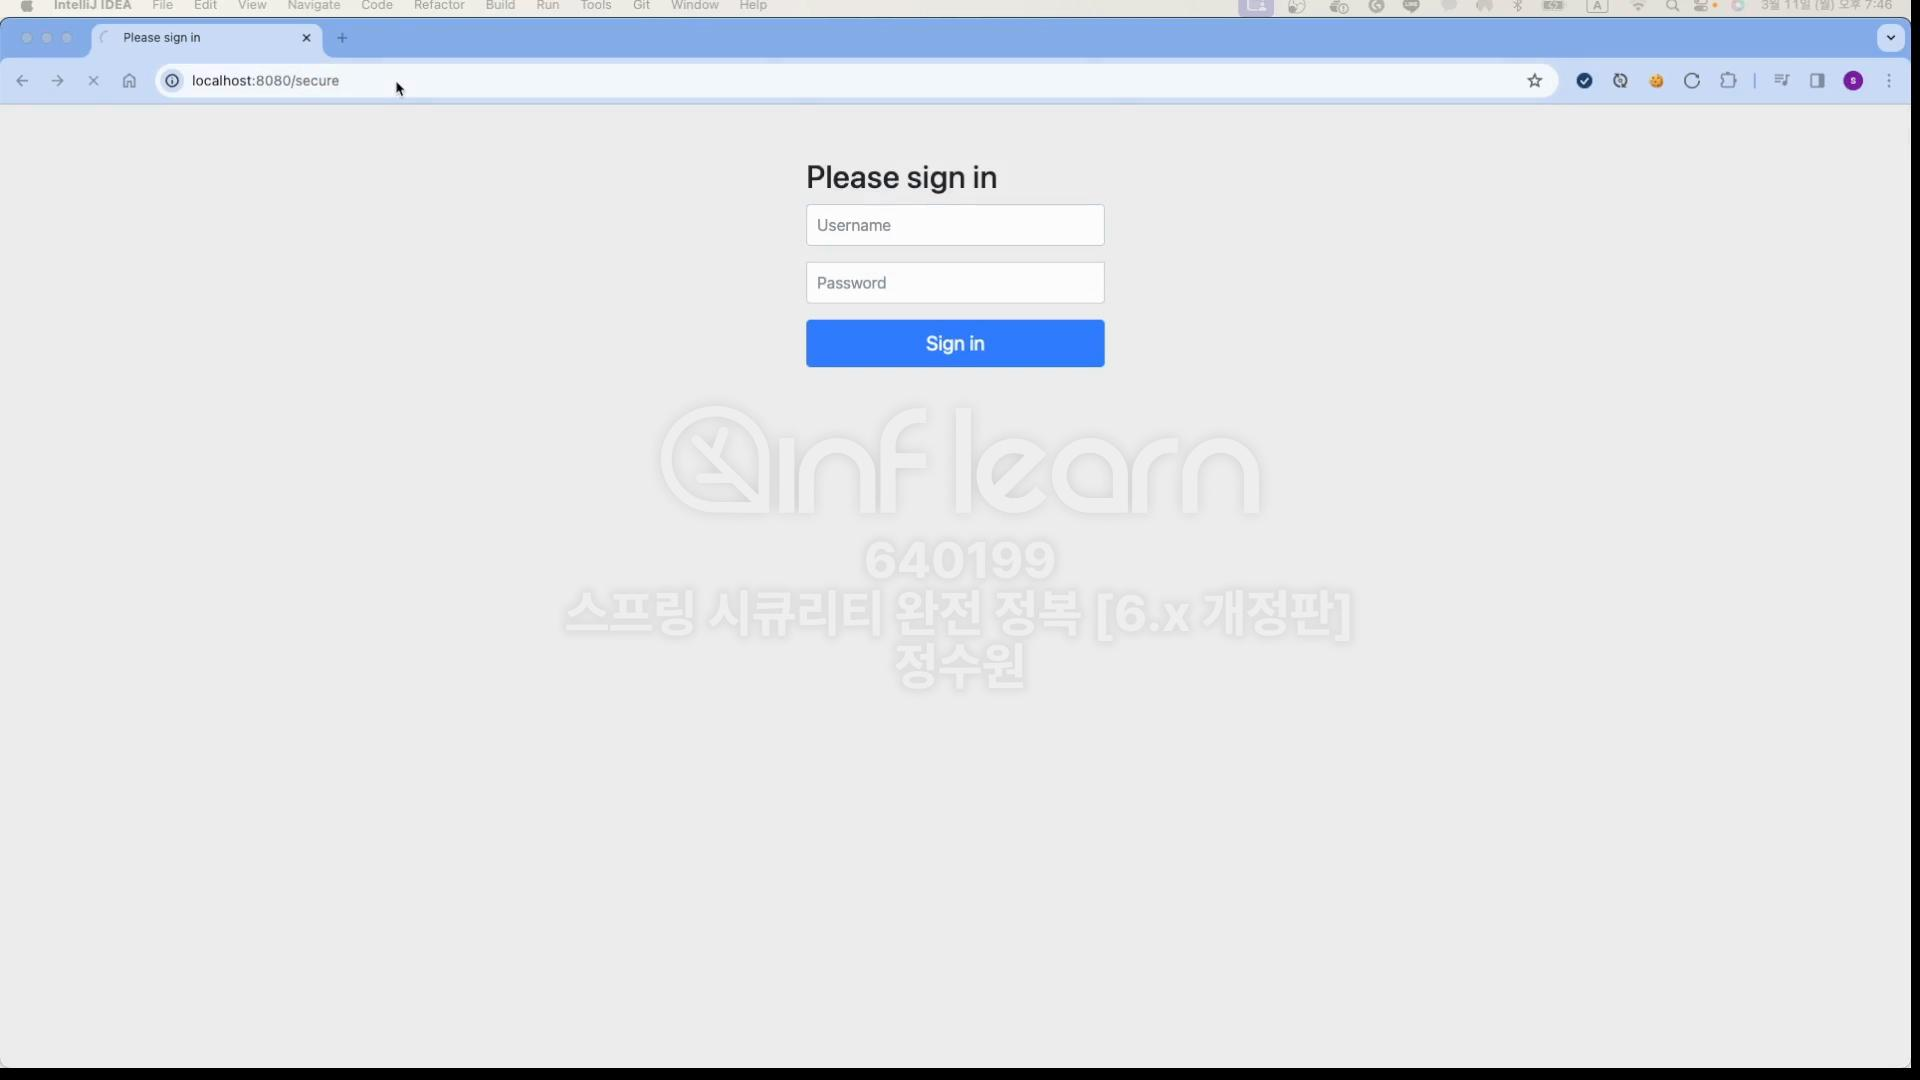 IntelliJ IDEA File Edit View Navigate Code Refactor Build Run Tools Git Window Help A 3월 11일 (월) 오후 7:46
Please sign in
localhost:8080/secure
S
Please sign in
Username
Password
Sign in
inflearn
640199
스프링 시큐리티 완전 정복 [6.x 개정판]
정수원